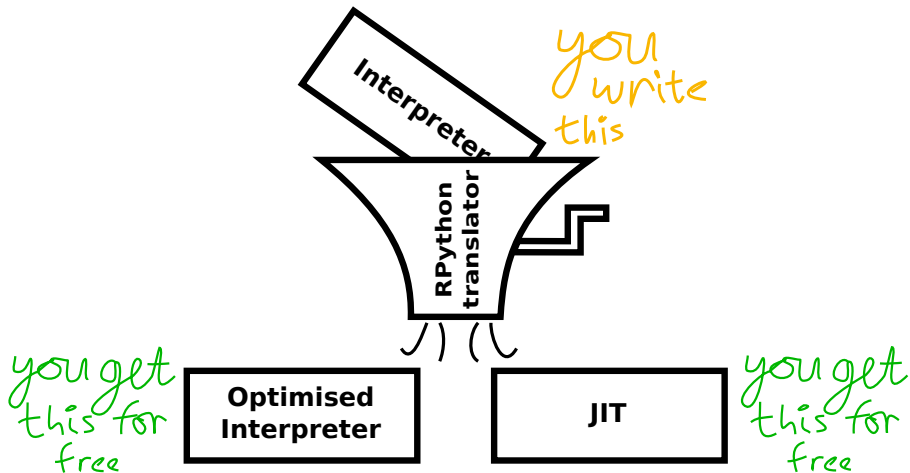 Interpreter
you
write
this
RPython
translator
you get
this for
free
Optimised
Interpreter
JIT
you get
this for
free